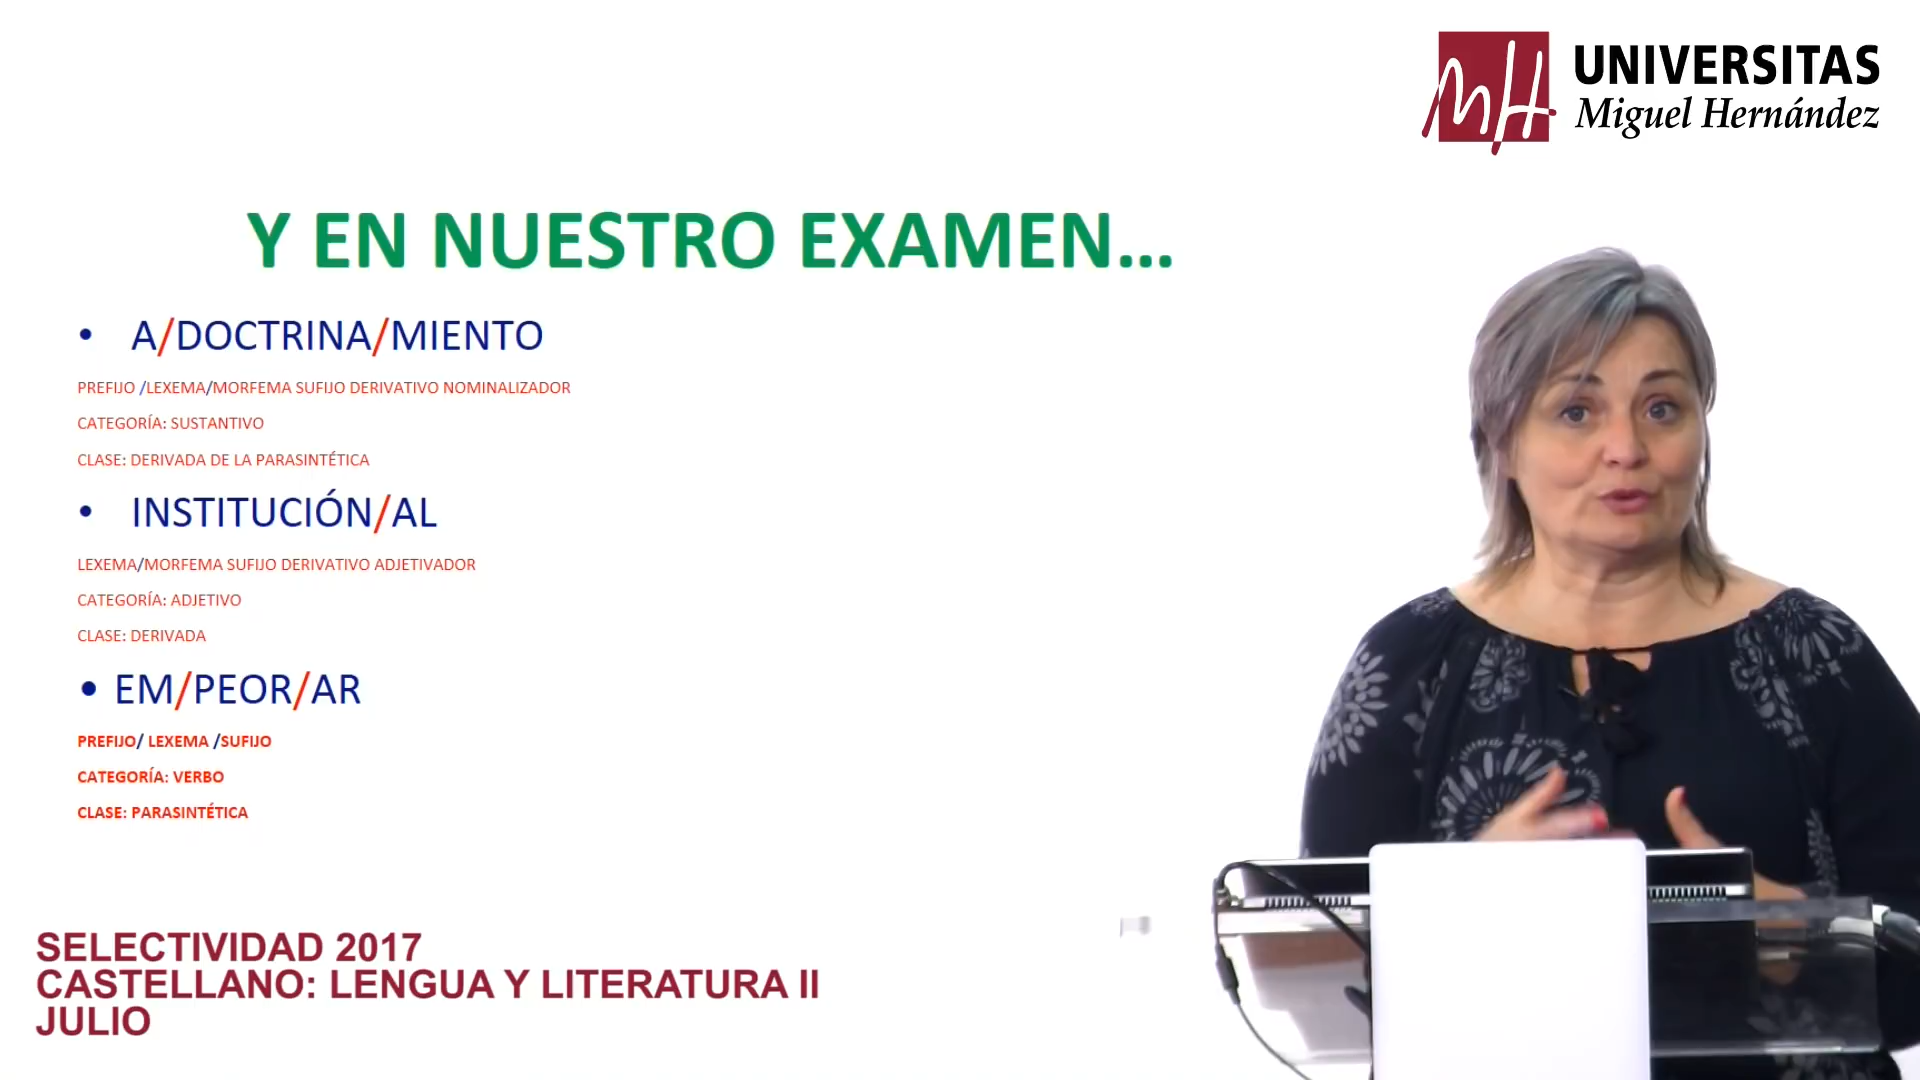 UNIVERSITAS
Miguel Hernández
Y EN NUESTRO EXAMEN...
• A/DOCTRINA/MIENTO
PREFIJO /LEXEMA/MORFEMA SUFIJO DERIVATIVO NOMINALIZADOR
CATEGORÍA: SUSTANTIVO
CLASE: DERIVADA DE LA PARASINTÉTICA
• INSTITUCIÓN/AL
LEXEMA/MORFEMA SUFIJO DERIVATIVO ADJETIVADOR
CATEGORÍA: ADJETIVO
CLASE: DERIVADA
• EM/PEOR/AR
PREFIJO/ LEXEMA /SUFIJO
CATEGORÍA: VERBO
CLASE: PARASINTÉTICA
SELECTIVIDAD 2017
CASTELLANO: LENGUA Y LITERATURA II
JULIO